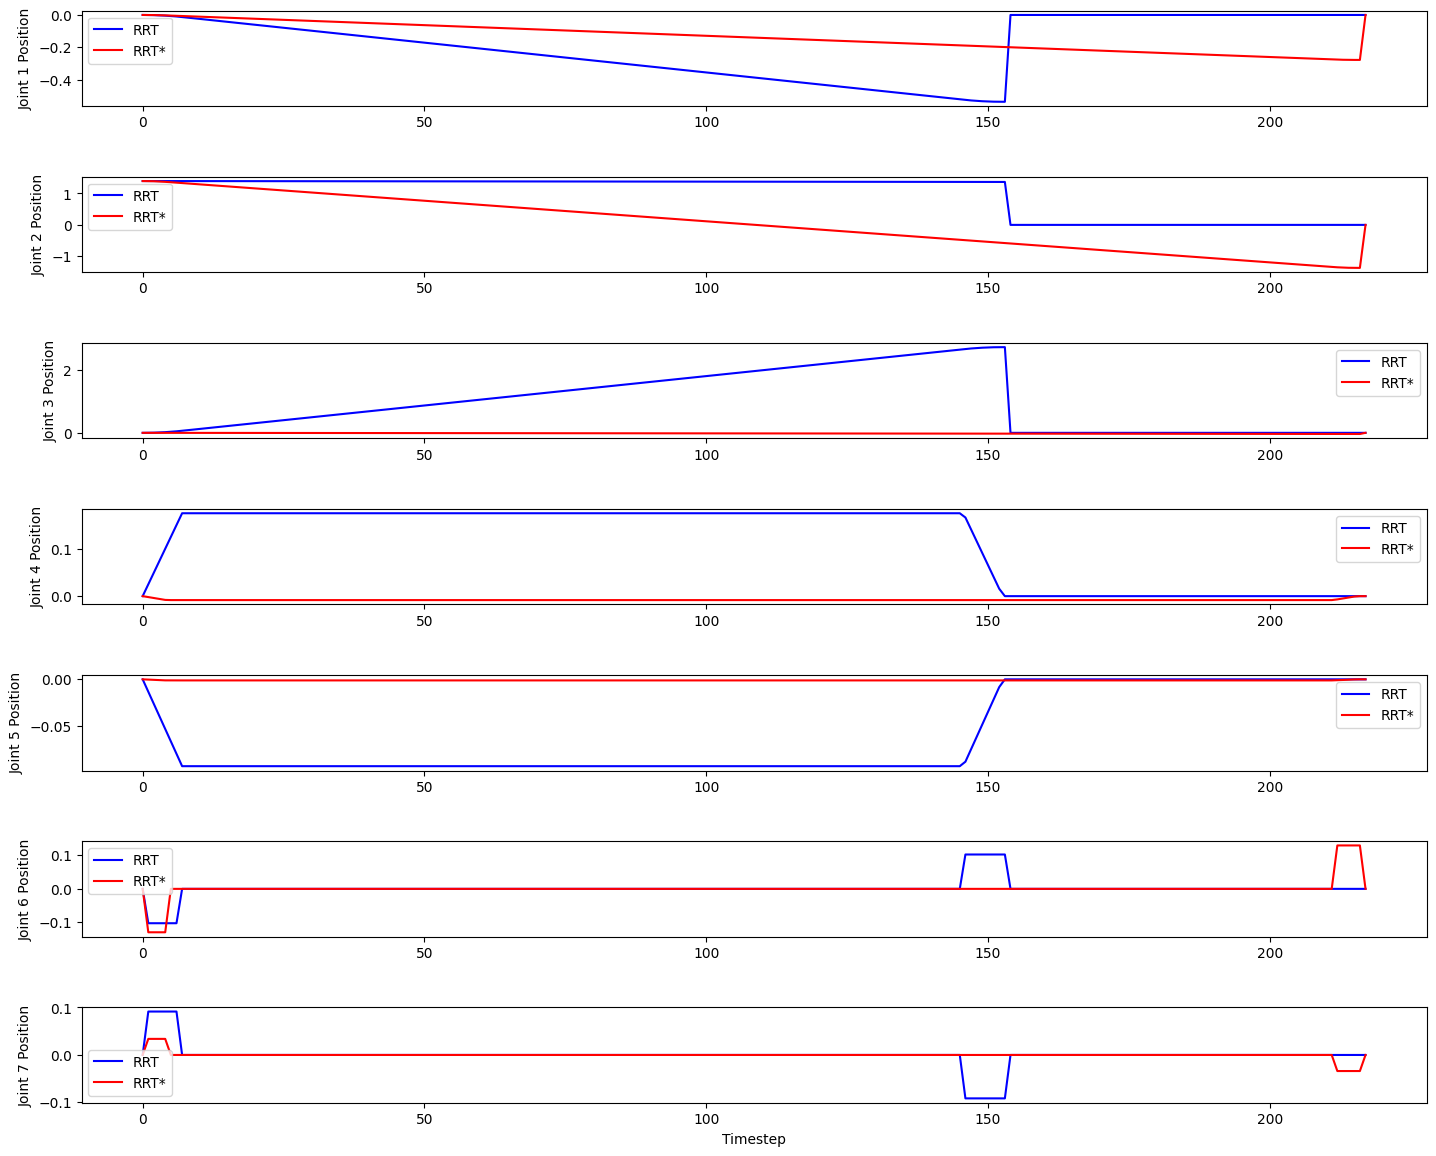 Joint 1 Position
0.0
−0.2
−0.4
RRT
RRT*
0 50 100 150 200
Joint 2 Position
1
0
−1
RRT
RRT*
0 50 100 150 200
Joint 3 Position
2
0
RRT
RRT*
0 50 100 150 200
Joint 4 Position
0.1
0.0
RRT
RRT*
0 50 100 150 200
Joint 5 Position
0.00
−0.05
RRT
RRT*
0 50 100 150 200
Joint 6 Position
0.1
0.0
−0.1
RRT
RRT*
0 50 100 150 200
Joint 7 Position
0.1
0.0
−0.1
RRT
RRT*
0 50 100 150 200
Timestep